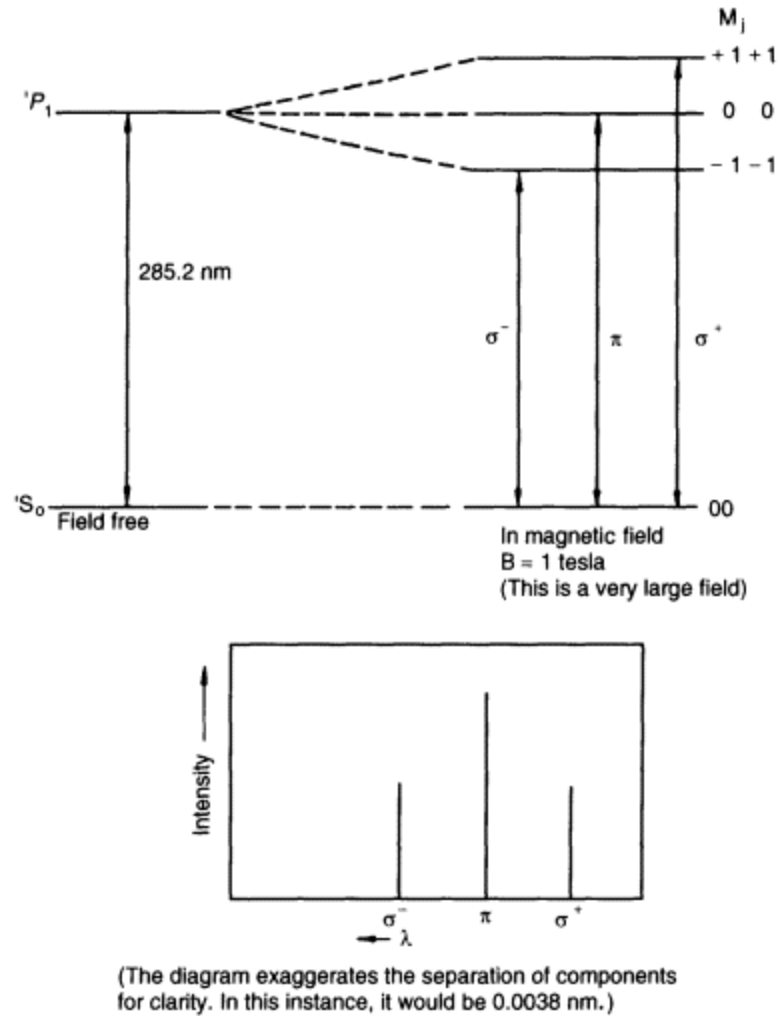 Mj
+ 1 + 1
'P1
0 0
- 1 - 1
285.2 nm
σ-
π
σ+
'So
Field free
00
In magnetic field
B = 1 tesla
(This is a very large field)
Intensity
σ-
π
σ+
λ
(The diagram exaggerates the separation of components
for clarity. In this instance, it would be 0.0038 nm.)